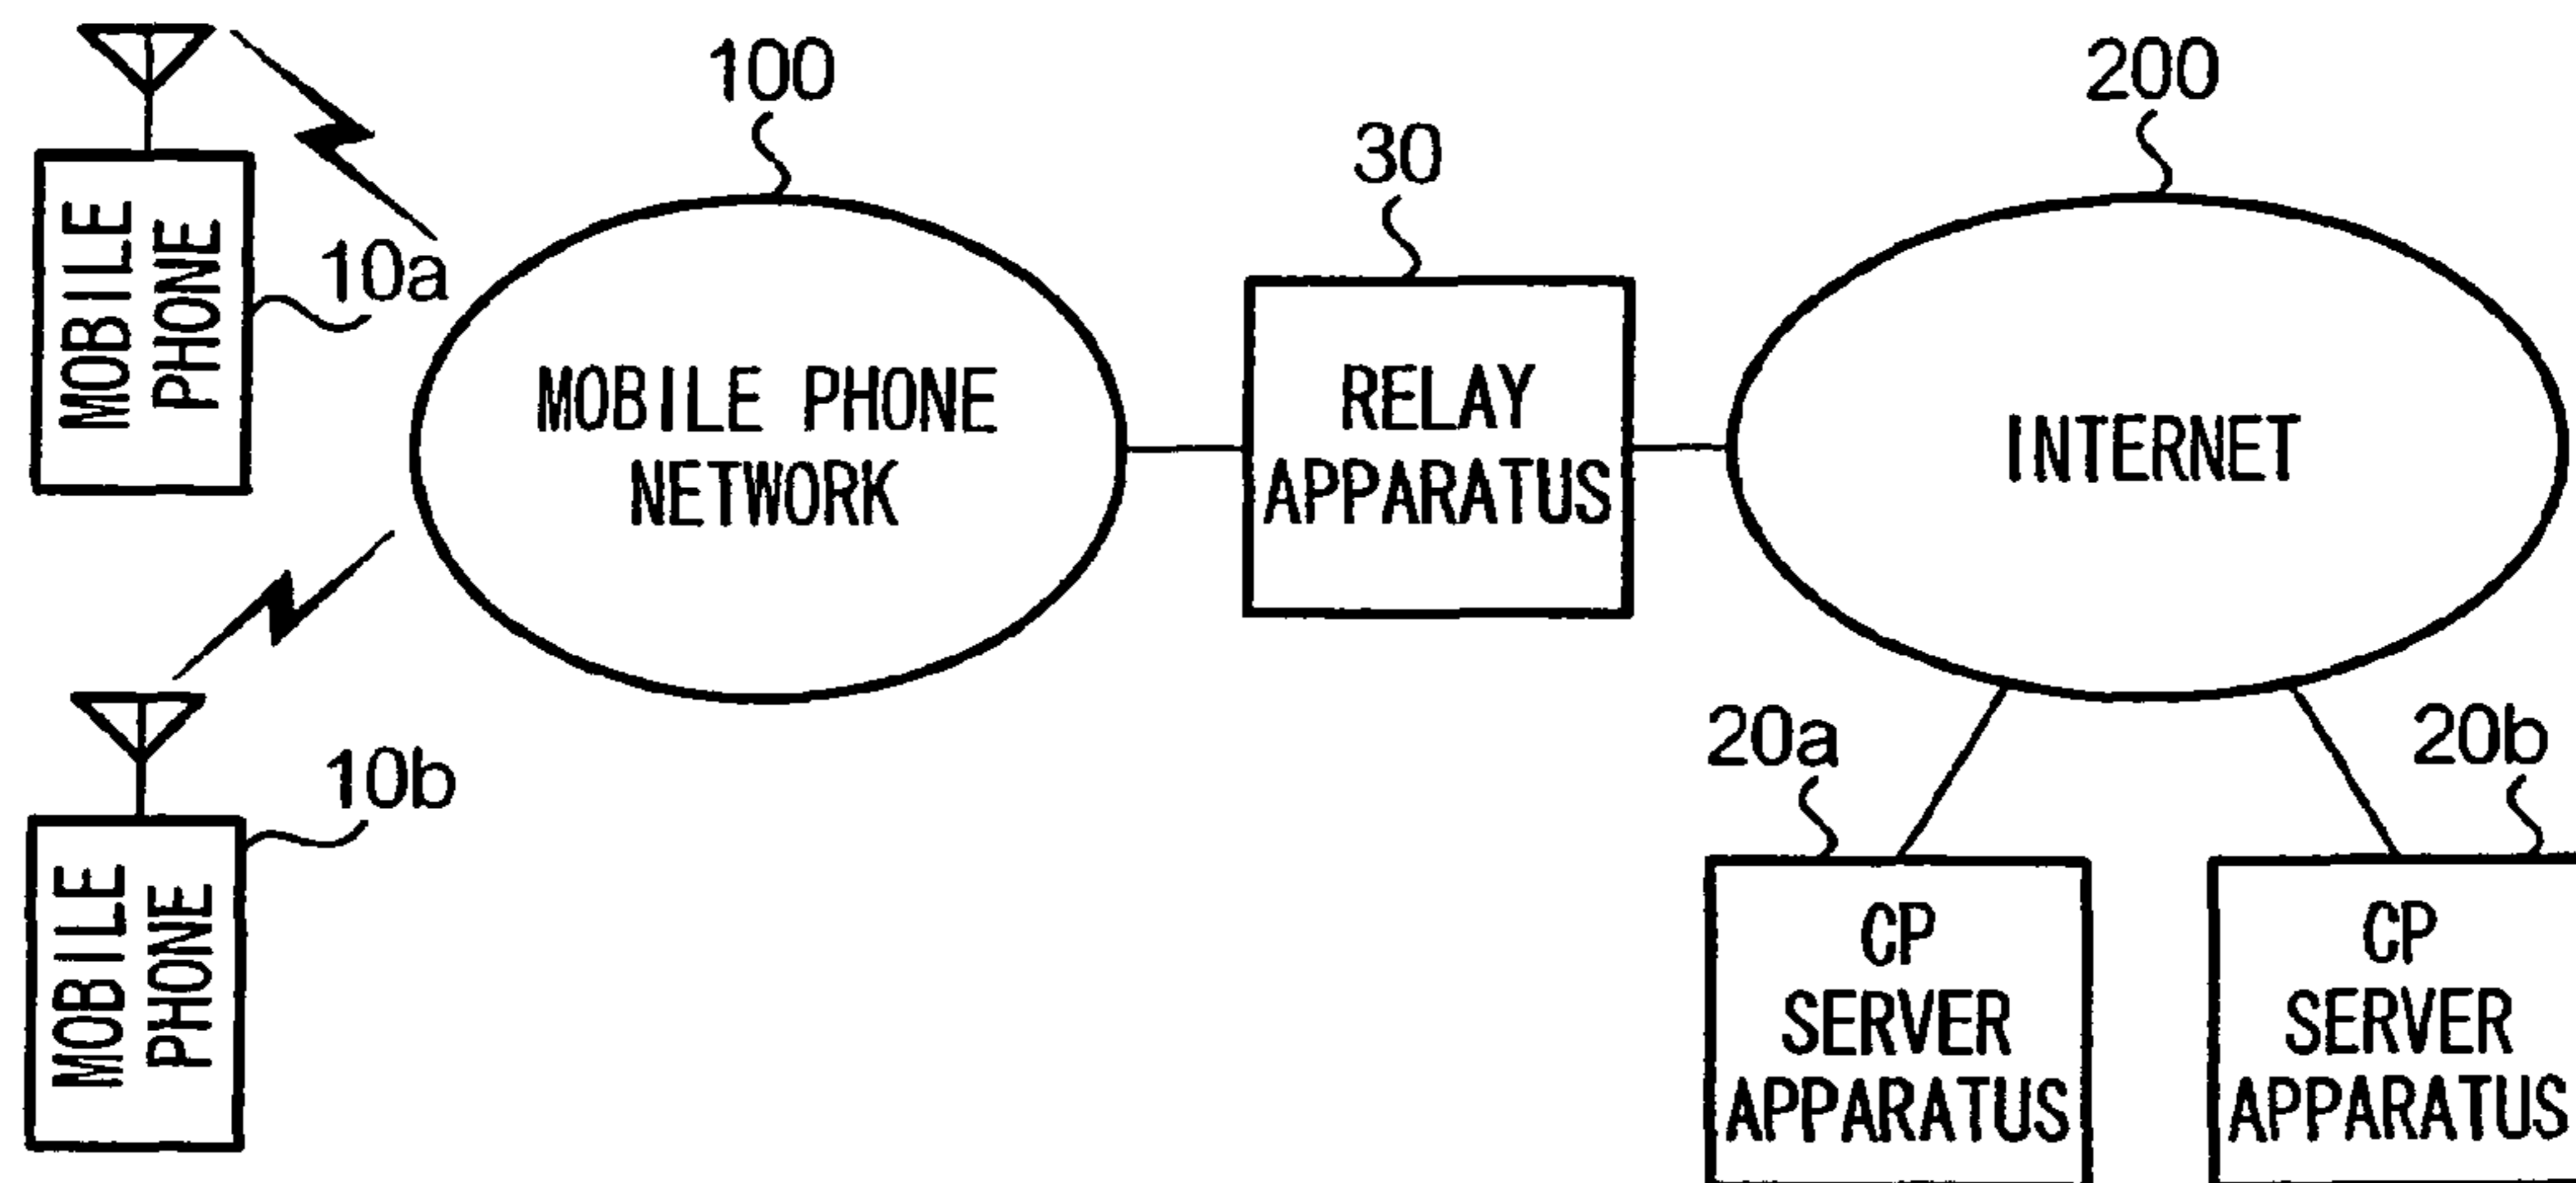 100
200
30
MOBILE
PHONE
10a
MOBILE PHONE
NETWORK
RELAY
APPARATUS
INTERNET
10b
MOBILE
PHONE
20a
20b
CP
SERVER
APPARATUS
CP
SERVER
APPARATUS